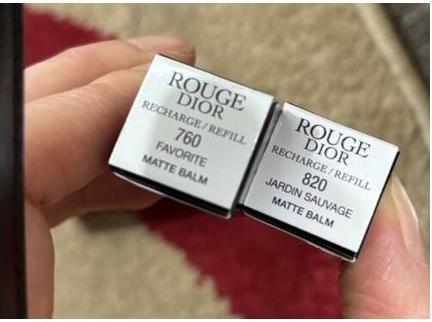 ROUGE
DIOR
RECHARGE/REFILL
760
FAVORITE
MATTE BALM
ROUGE
DIOR
RECHARGE/REFILL
820
JARDIN SAUVAGE
MATTE BALM